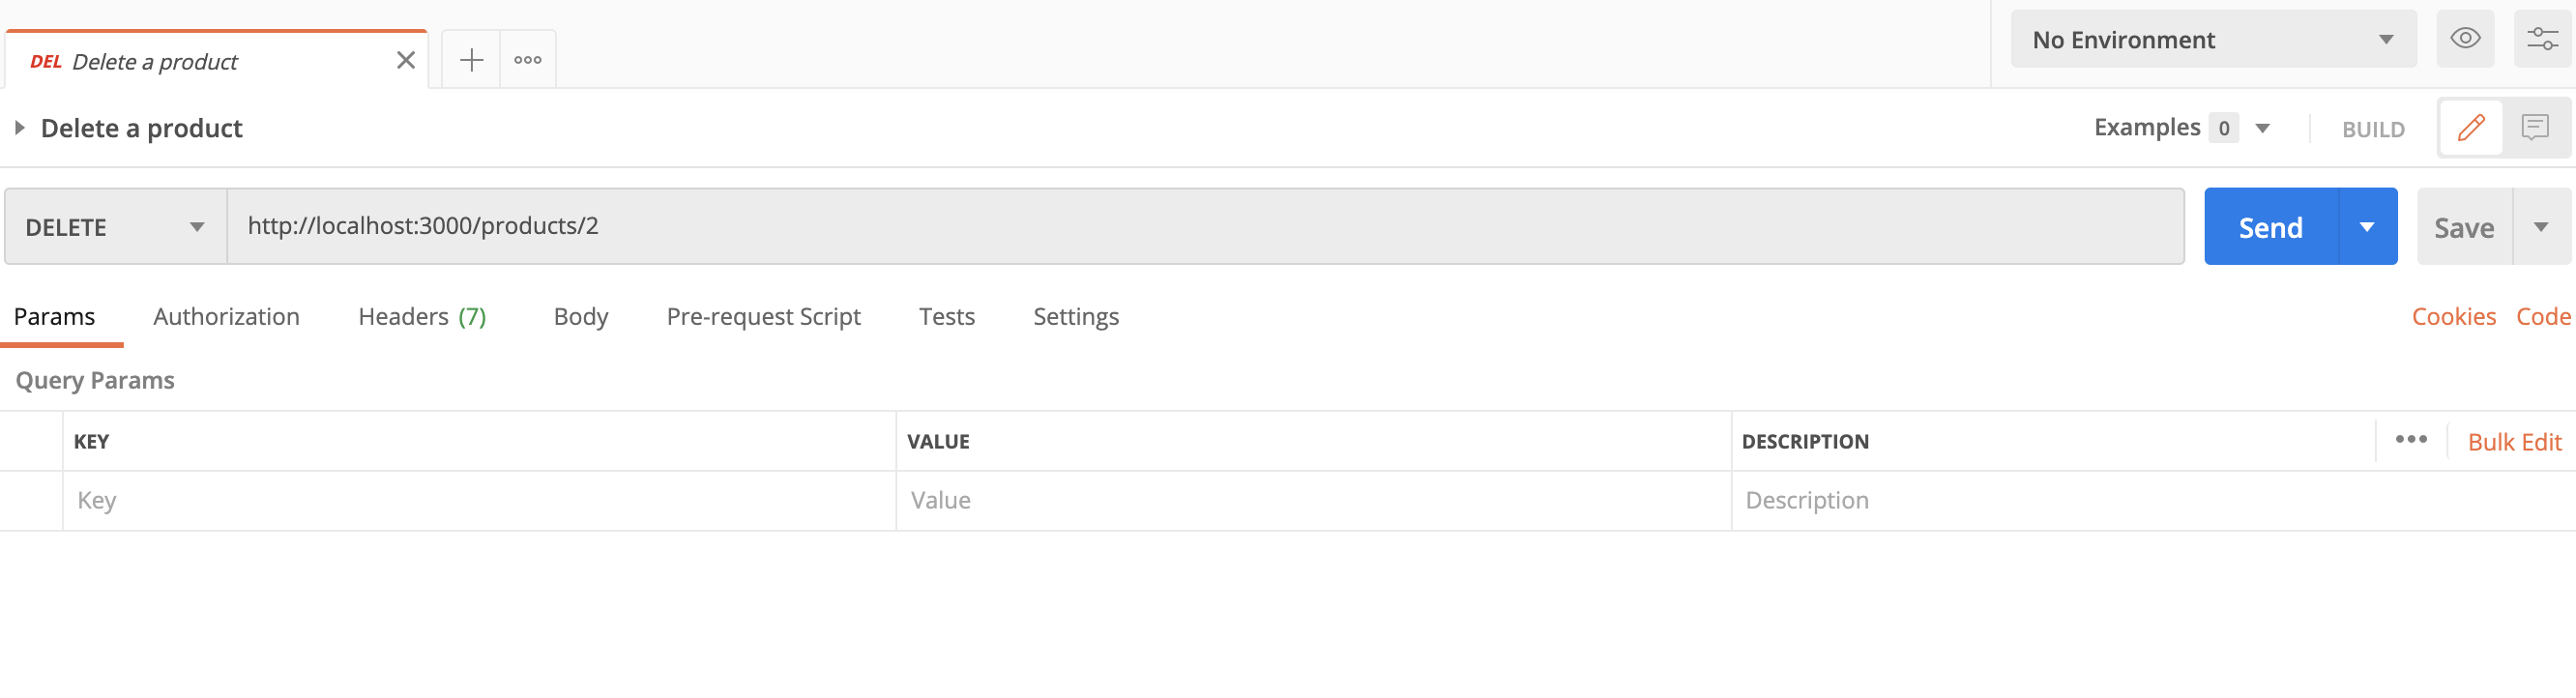 DEL Delete a product
No Environment
Delete a product
Examples 0
BUILD
DELETE http://localhost:3000/products/2 Send Save
Params Authorization Headers (7) Body Pre-request Script Tests Settings Cookies Code
Query Params
KEY VALUE DESCRIPTION Bulk Edit
Key Value Description